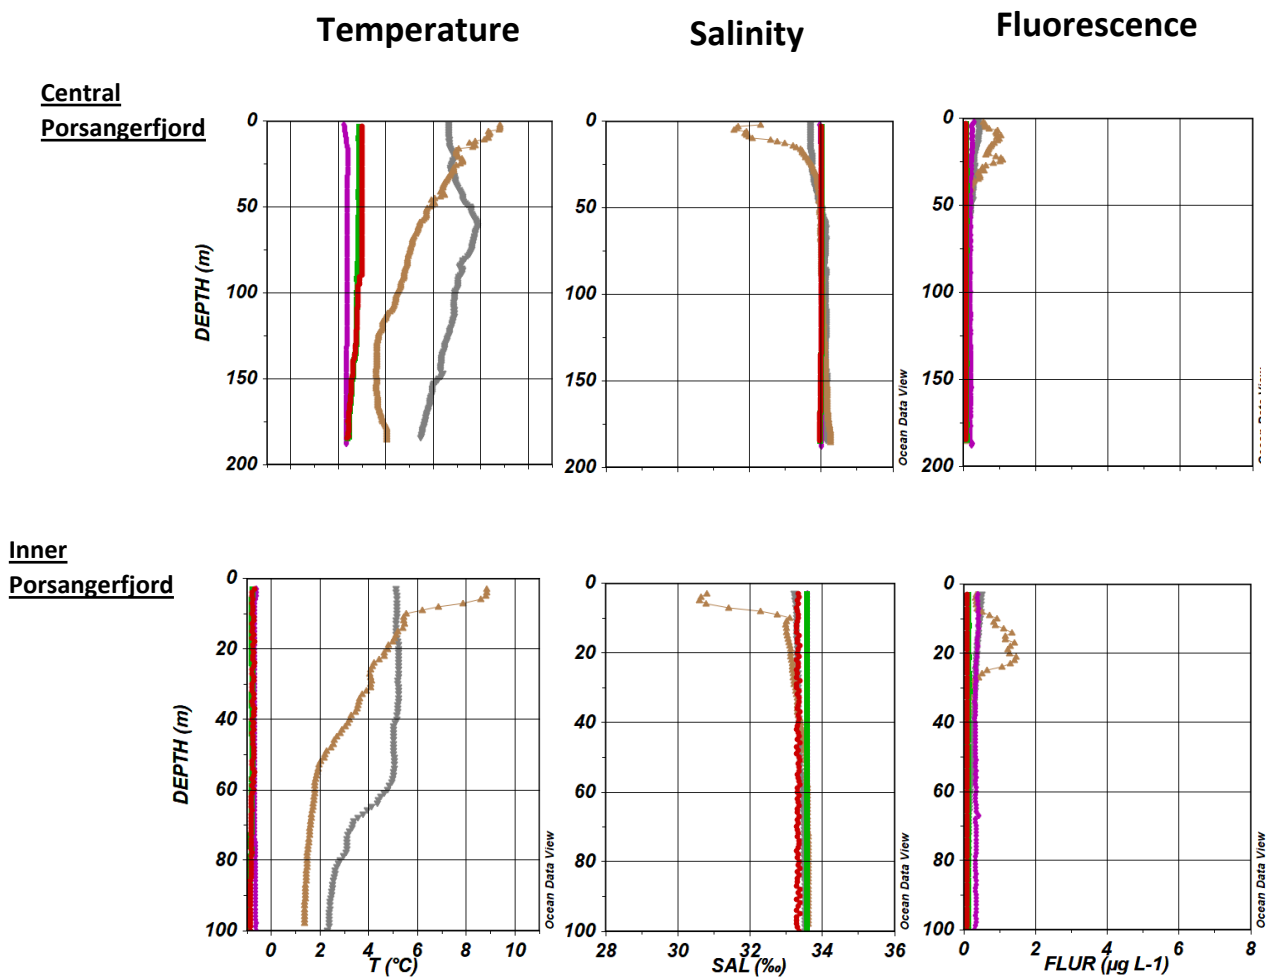 Temperature
Salinity
Fluorescence
Central
Porsangerfjord
0
50
100
150
200
DEPTH (m)
0
50
100
150
200
Ocean Data View
0
50
100
150
200
Inner
Porsangerfjord
0
20
40
60
80
100
DEPTH (m)
0 2 4 6 8 10
T (°C)
Ocean Data View
0
20
40
60
80
100
28 30 32 34 36
SAL (‰)
Ocean Data View
0
20
40
60
80
100
0 2 4 6 8
FLUR (µg L-1)